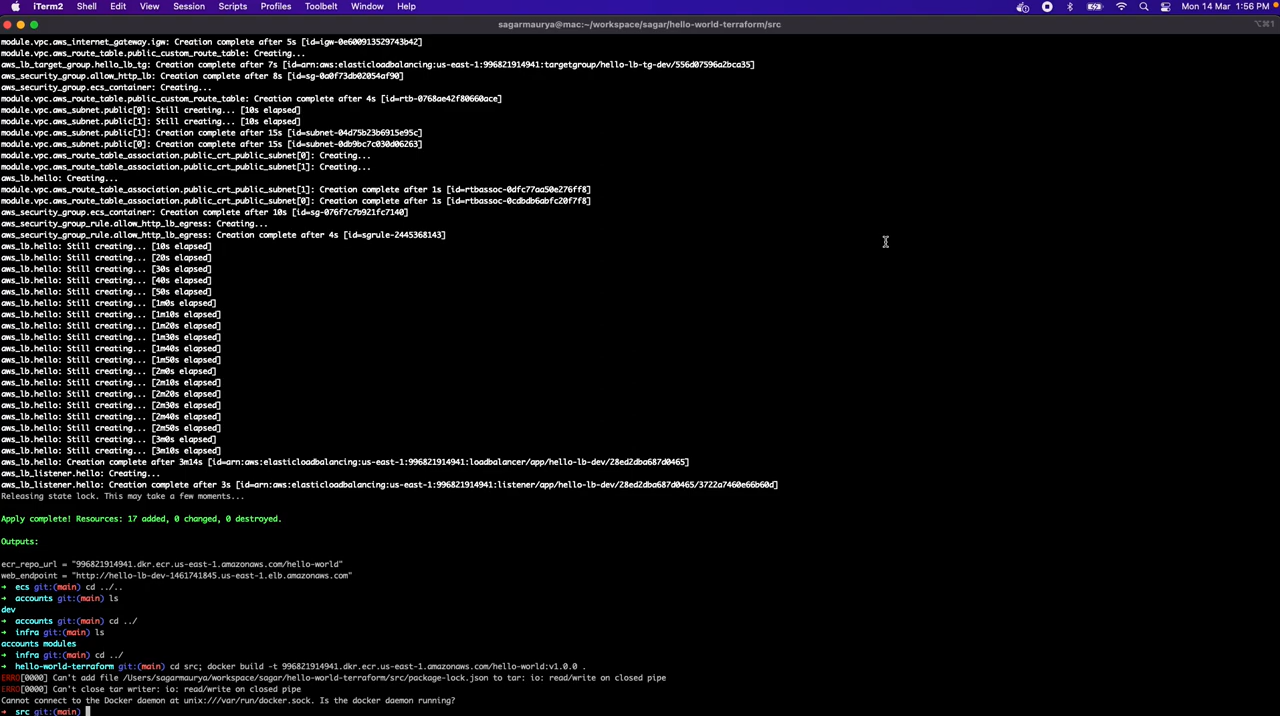 iTerm2 Shell Edit View Session Scripts Profiles Toolbelt Window Help Mon 14 Mar 1:56 PM
sagarmaurya@mac:~/workspace/sagar/hello-world-terraform/src ⌥⌘1
module.vpc.aws_internet_gateway.igw: Creation complete after 5s [id=igw-0e600913529743b42]
module.vpc.aws_route_table.public_custom_route_table: Creating...
aws_lb_target_group.hello_lb_tg: Creation complete after 7s [id=arn:aws:elasticloadbalancing:us-east-1:996821914941:targetgroup/hello-lb-tg-dev/556d07596a2bca35]
aws_security_group.allow_http_lb: Creation complete after 8s [id=sg-0a0f73db02054af90]
aws_security_group.ecs_container: Creating...
module.vpc.aws_route_table.public_custom_route_table: Creation complete after 4s [id=rtb-0768ae42f80660ace]
module.vpc.aws_subnet.public[0]: Still creating... [10s elapsed]
module.vpc.aws_subnet.public[1]: Still creating... [10s elapsed]
module.vpc.aws_subnet.public[1]: Creation complete after 15s [id=subnet-04d75b23b6915e95c]
module.vpc.aws_subnet.public[0]: Creation complete after 15s [id=subnet-0db9bc7c030d06263]
module.vpc.aws_route_table_association.public_crt_public_subnet[0]: Creating...
module.vpc.aws_route_table_association.public_crt_public_subnet[1]: Creating...
aws_lb.hello: Creating...
module.vpc.aws_route_table_association.public_crt_public_subnet[1]: Creation complete after 1s [id=rtbassoc-0dfc77aa50e276ff8]
module.vpc.aws_route_table_association.public_crt_public_subnet[0]: Creation complete after 1s [id=rtbassoc-0cdbdb6abfc20f7f8]
aws_security_group.ecs_container: Creation complete after 10s [id=sg-076f7c7b921fc7140]
aws_security_group_rule.allow_http_lb_egress: Creating...
aws_security_group_rule.allow_http_lb_egress: Creation complete after 4s [id=sgrule-2445368143]
aws_lb.hello: Still creating... [10s elapsed]
aws_lb.hello: Still creating... [20s elapsed]
aws_lb.hello: Still creating... [30s elapsed]
aws_lb.hello: Still creating... [40s elapsed]
aws_lb.hello: Still creating... [50s elapsed]
aws_lb.hello: Still creating... [1m0s elapsed]
aws_lb.hello: Still creating... [1m10s elapsed]
aws_lb.hello: Still creating... [1m20s elapsed]
aws_lb.hello: Still creating... [1m30s elapsed]
aws_lb.hello: Still creating... [1m40s elapsed]
aws_lb.hello: Still creating... [1m50s elapsed]
aws_lb.hello: Still creating... [2m0s elapsed]
aws_lb.hello: Still creating... [2m10s elapsed]
aws_lb.hello: Still creating... [2m20s elapsed]
aws_lb.hello: Still creating... [2m30s elapsed]
aws_lb.hello: Still creating... [2m40s elapsed]
aws_lb.hello: Still creating... [2m50s elapsed]
aws_lb.hello: Still creating... [3m0s elapsed]
aws_lb.hello: Still creating... [3m10s elapsed]
aws_lb.hello: Creation complete after 3m14s [id=arn:aws:elasticloadbalancing:us-east-1:996821914941:loadbalancer/app/hello-lb-dev/28ed2dba687d0465]
aws_lb_listener.hello: Creating...
aws_lb_listener.hello: Creation complete after 3s [id=arn:aws:elasticloadbalancing:us-east-1:996821914941:listener/app/hello-lb-dev/28ed2dba687d0465/3722a7460e66b60d]
Releasing state lock. This may take a few moments...
Apply complete! Resources: 17 added, 0 changed, 0 destroyed.
Outputs:
ecr_repo_url = "996821914941.dkr.ecr.us-east-1.amazonaws.com/hello-world"
web_endpoint = "http://hello-lb-dev-1461741845.us-east-1.elb.amazonaws.com"
→ ecs git:(main) cd ../..
→ accounts git:(main) ls
dev
→ accounts git:(main) cd ../
→ infra git:(main) ls
accounts modules
→ infra git:(main) cd ../
→ hello-world-terraform git:(main) cd src; docker build -t 996821914941.dkr.ecr.us-east-1.amazonaws.com/hello-world:v1.0.0 .
ERRO[0000] Can't add file /Users/sagarmaurya/workspace/sagar/hello-world-terraform/src/package-lock.json to tar: io: read/write on closed pipe
ERRO[0000] Can't close tar writer: io: read/write on closed pipe
Cannot connect to the Docker daemon at unix:///var/run/docker.sock. Is the docker daemon running?
→ src git:(main)